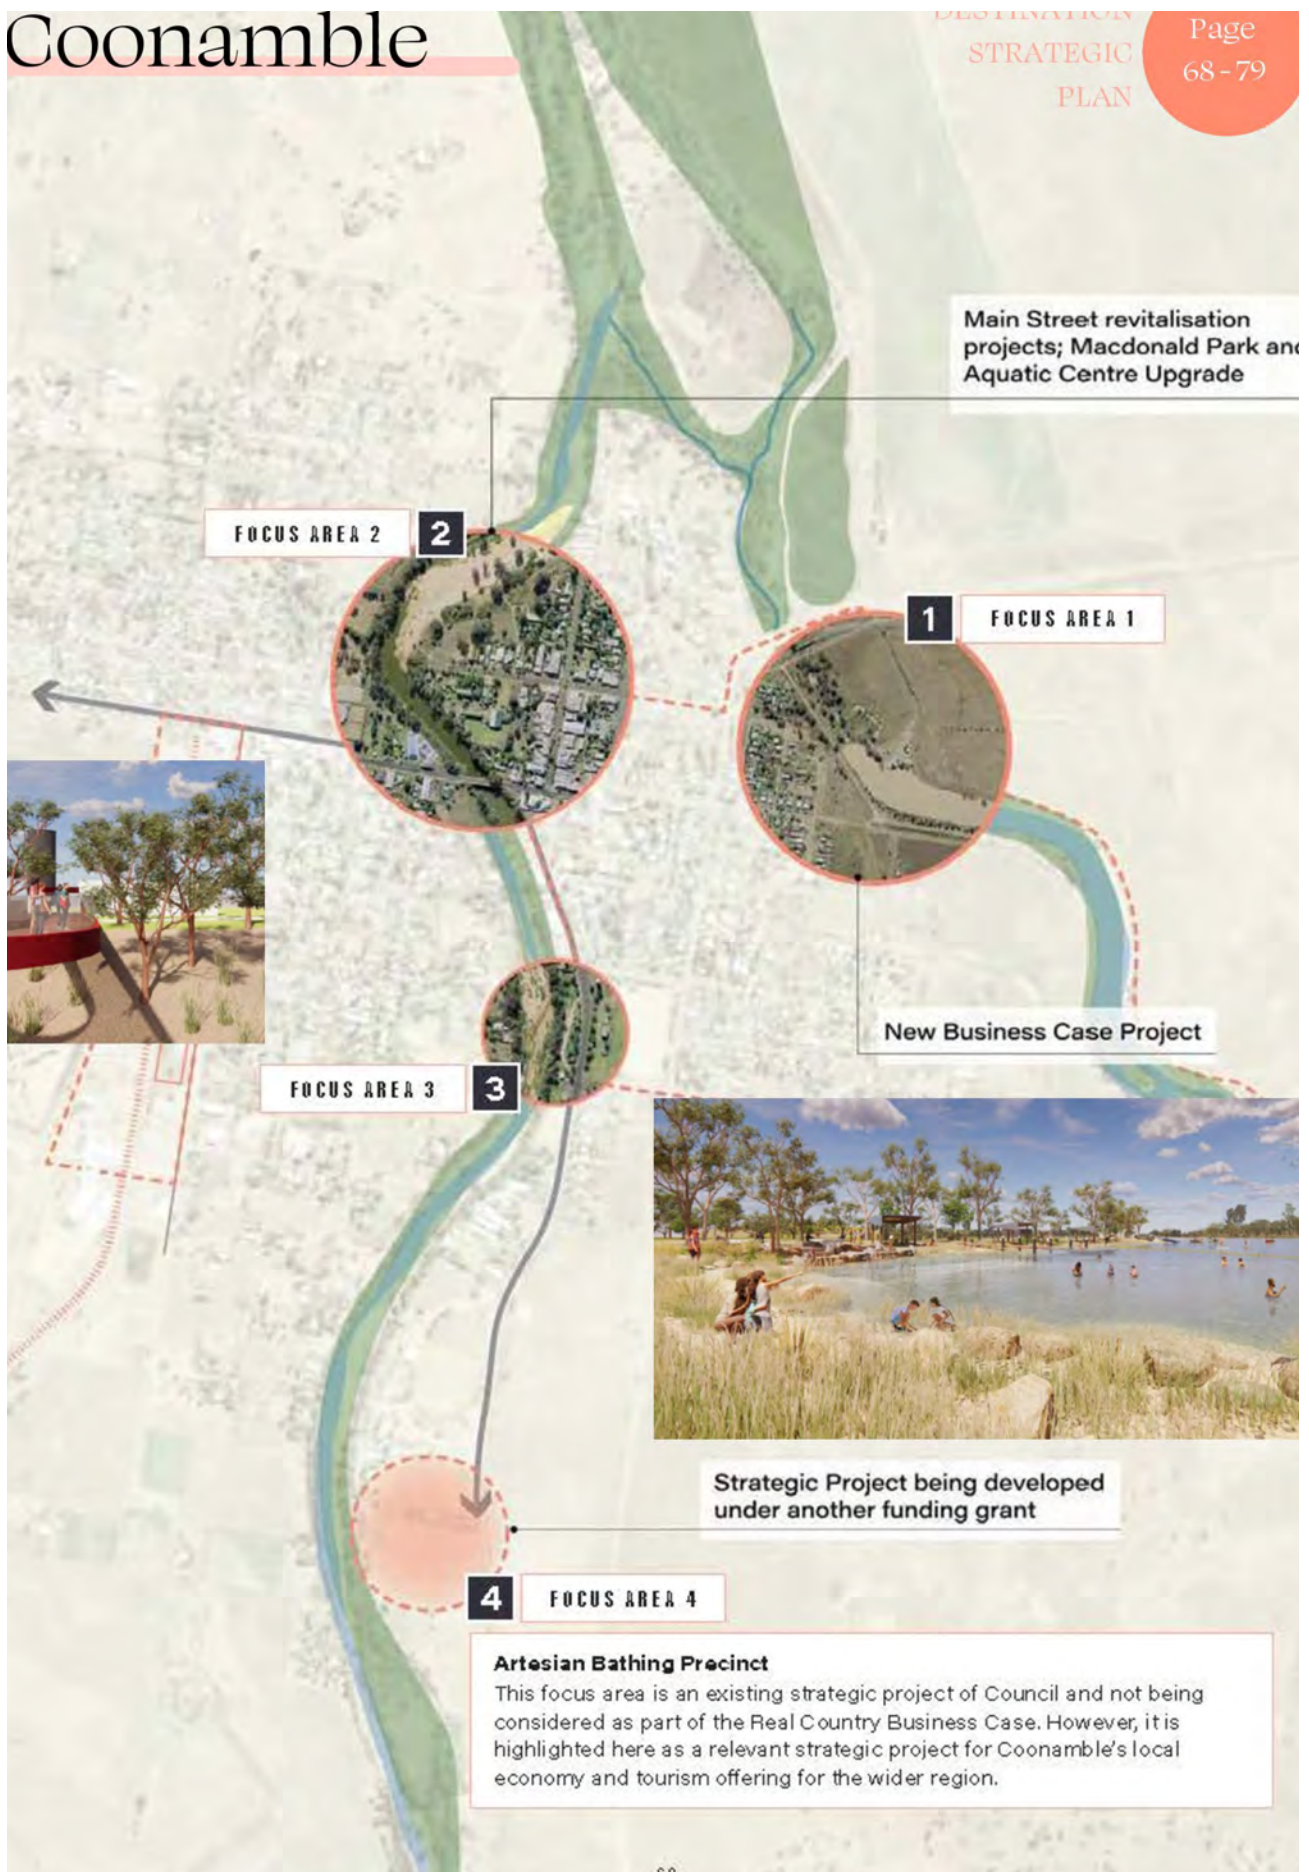 Coonamble
DESTINATION
STRATEGIC
PLAN
Page
68 - 79
Main Street revitalisation
projects; Macdonald Park and
Aquatic Centre Upgrade
FOCUS AREA 2
2
1
FOCUS AREA 1
New Business Case Project
FOCUS AREA 3
3
Strategic Project being developed
under another funding grant
4
FOCUS AREA 4
Artesian Bathing Precinct
This focus area is an existing strategic project of Council and not being
considered as part of the Real Country Business Case. However, it is
highlighted here as a relevant strategic project for Coonamble's local
economy and tourism offering for the wider region.